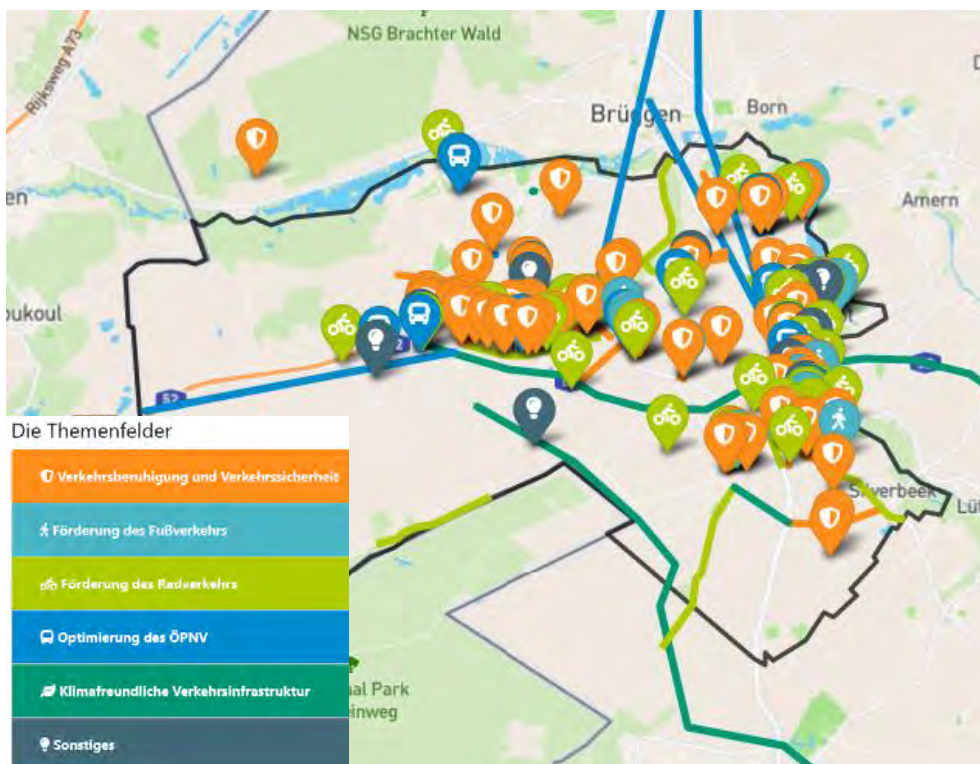 NSG Brachter Wald
Rijksweg A73
Brüggen
Born
Amern
en
oukoul
52
Die Themenfelder
Verkehrsberuhigung und Verkehrssicherheit
Förderung des Fußverkehrs
Förderung des Radverkehrs
Optimierung des ÖPNV
Klimafreundliche Verkehrsinfrastruktur
Sonstiges
Silverbeek
Lüt
nal Park
einweg